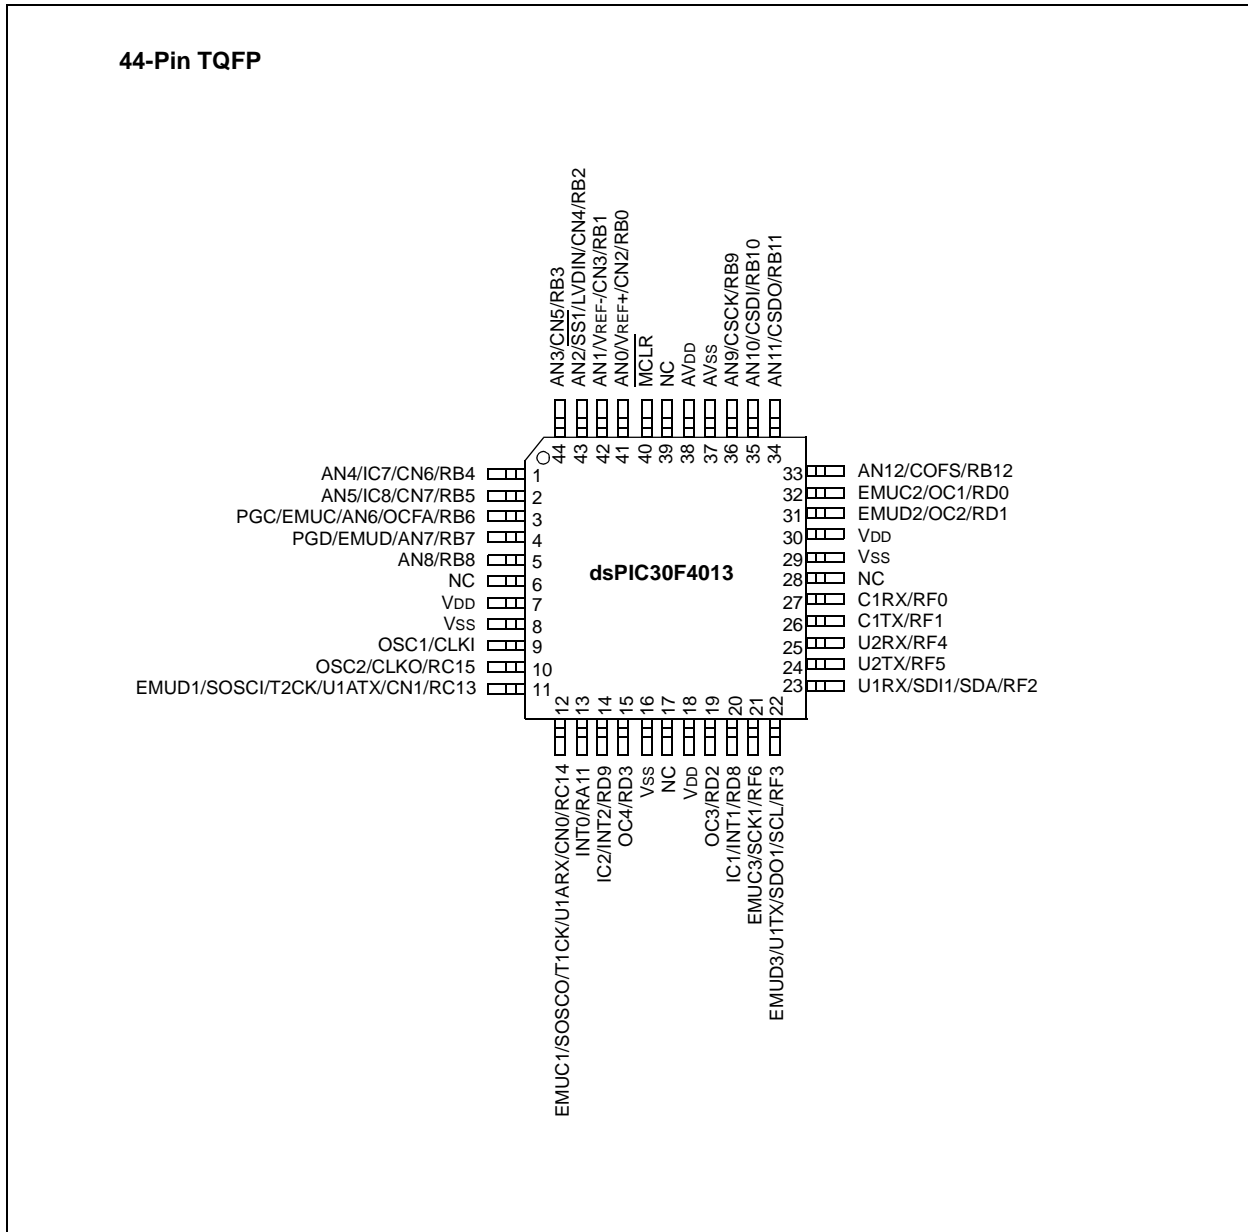 44-Pin TQFP
AN3/CN5/RB3
AN2/SS1/LVDIN/CN4/RB2
AN1/VREF-/CN3/RB1
AN0/VREF+/CN2/RB0
MCLR
NC
AVDD
AVSS
AN9/CSCK/RB9
AN10/CSDI/RB10
AN11/CSDO/RB11
44
43
42
41
40
39
38
37
36
35
34
AN4/IC7/CN6/RB4 1
AN5/IC8/CN7/RB5 2
PGC/EMUC/AN6/OCFA/RB6 3
PGD/EMUD/AN7/RB7 4
AN8/RB8 5
NC 6
VDD 7
VSS 8
OSC1/CLKI 9
OSC2/CLKO/RC15 10
EMUD1/SOSCI/T2CK/U1ATX/CN1/RC13 11
dsPIC30F4013
33 AN12/COFS/RB12
32 EMUC2/OC1/RD0
31 EMUD2/OC2/RD1
30 VDD
29 VSS
28 NC
27 C1RX/RF0
26 C1TX/RF1
25 U2RX/RF4
24 U2TX/RF5
23 U1RX/SDI1/SDA/RF2
12
13
14
15
16
17
18
19
20
21
22
EMUC1/SOSCO/T1CK/U1ARX/CN0/RC14
INT0/RA11
IC2/INT2/RD9
OC4/RD3
VSS
NC
VDD
OC3/RD2
IC1/INT1/RD8
EMUC3/SCK1/RF6
EMUD3/U1TX/SDO1/SCL/RF3